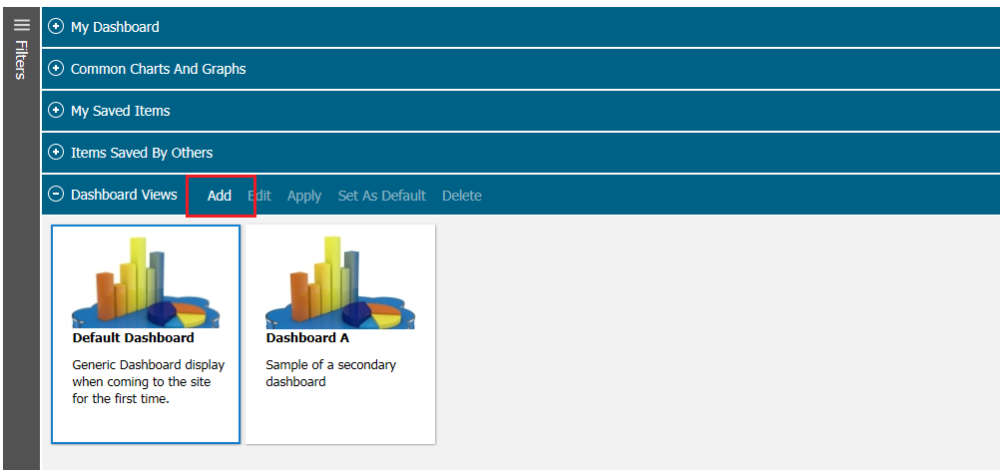 Filters
My Dashboard
Common Charts And Graphs
My Saved Items
Items Saved By Others
Dashboard Views Add Edit Apply Set As Default Delete
Default Dashboard
Generic Dashboard display
when coming to the site
for the first time.
Dashboard A
Sample of a secondary
dashboard